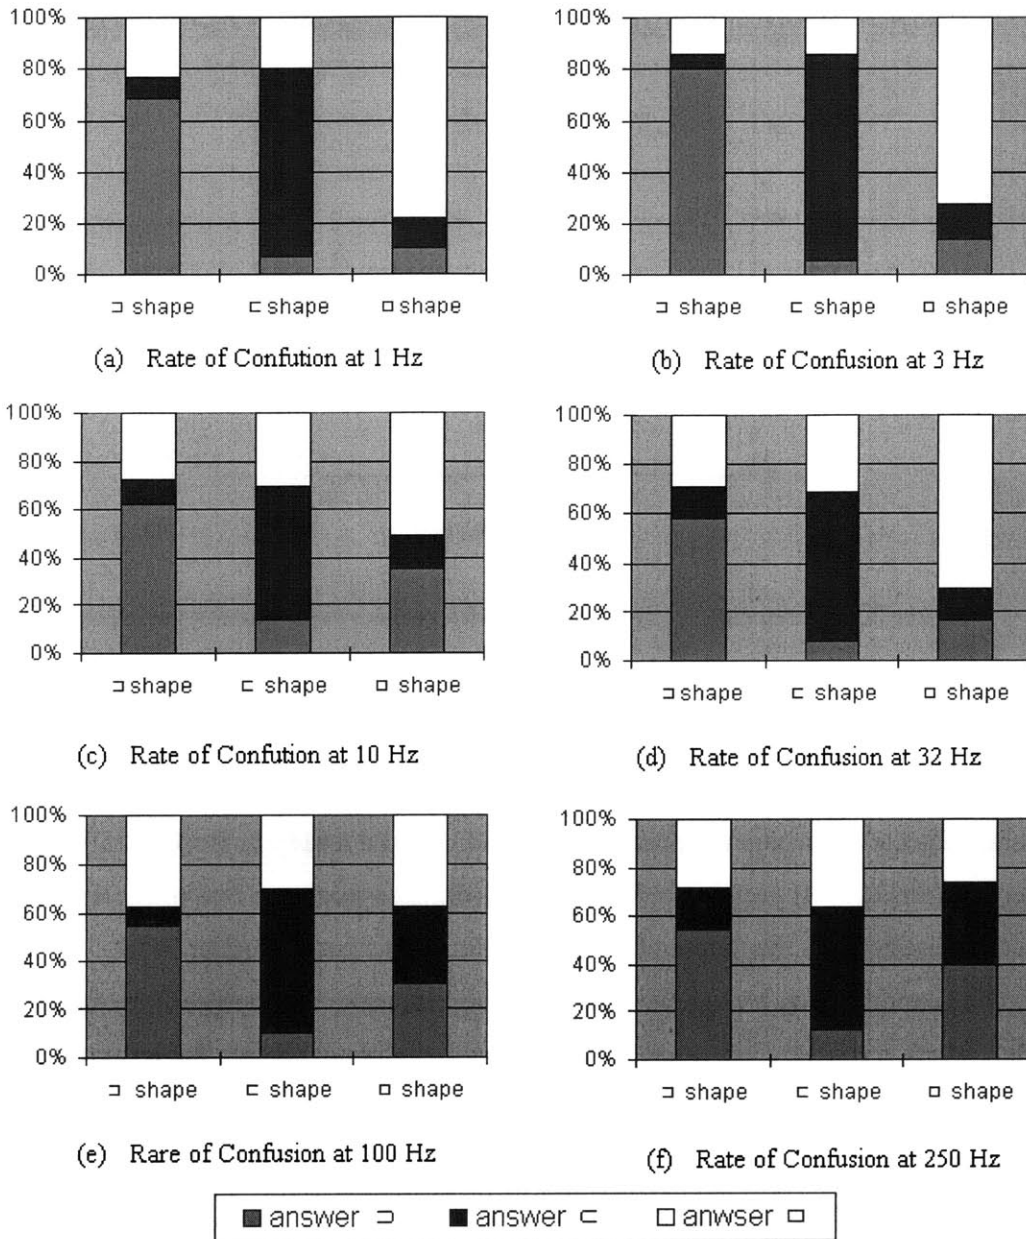 100%
80%
60%
40%
20%
0%
⊐ shape ⊏ shape □ shape
(a) Rate of Confution at 1 Hz
100%
80%
60%
40%
20%
0%
⊐ shape ⊏ shape □ shape
(b) Rate of Confusion at 3 Hz
100%
80%
60%
40%
20%
0%
⊐ shape ⊏ shape □ shape
(c) Rate of Confution at 10 Hz
100%
80%
60%
40%
20%
0%
⊐ shape ⊏ shape □ shape
(d) Rate of Confusion at 32 Hz
100%
80%
60%
40%
20%
0%
⊐ shape ⊏ shape □ shape
(e) Rare of Confusion at 100 Hz
100%
80%
60%
40%
20%
0%
⊐ shape ⊏ shape □ shape
(f) Rate of Confusion at 250 Hz
answer ⊐ answer ⊏ anwser □